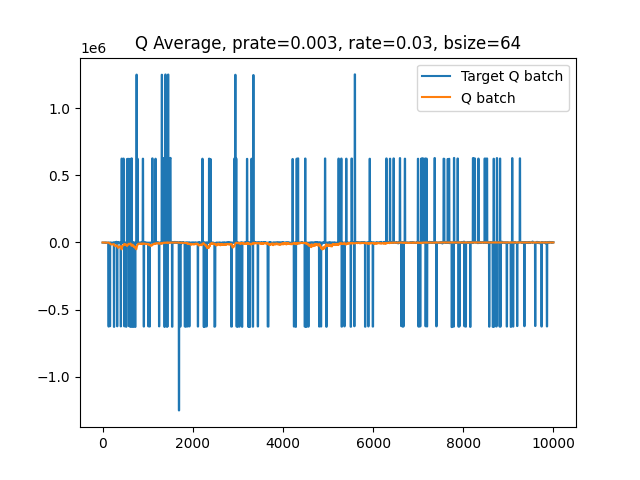 Q Average, prate=0.003, rate=0.03, bsize=64
1e6
Target Q batch
Q batch
1.0
0.5
0.0
−0.5
−1.0
0 2000 4000 6000 8000 10000